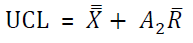 UCL = X̿ + A₂R̄